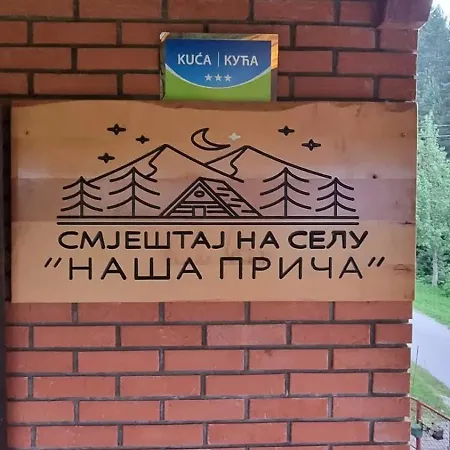 KUĆA | КУЋА
СМЈЕШТАЈ НА СЕЛУ
"НАША ПРИЧА"